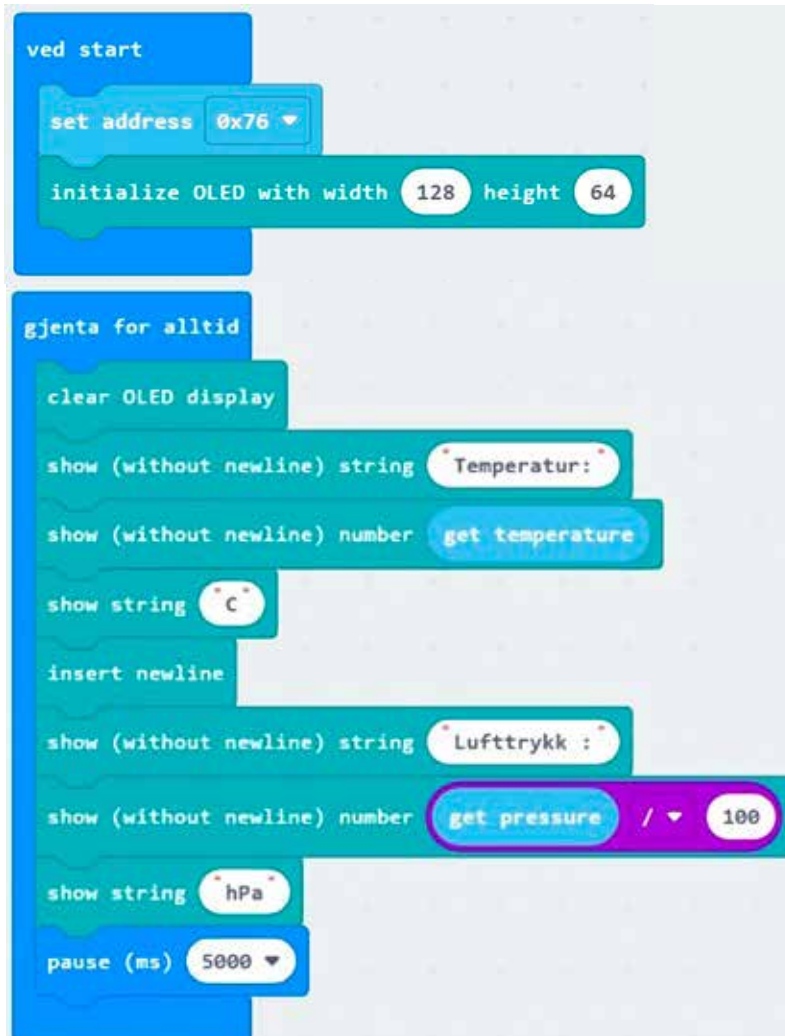 ved start
set address 0x76
initialize OLED with width 128 height 64
gjenta for alltid
clear OLED display
show (without newline) string "Temperatur:"
show (without newline) number get temperature
show string "C"
insert newline
show (without newline) string "Lufttrykk :"
show (without newline) number get pressure / 100
show string "hPa"
pause (ms) 5000